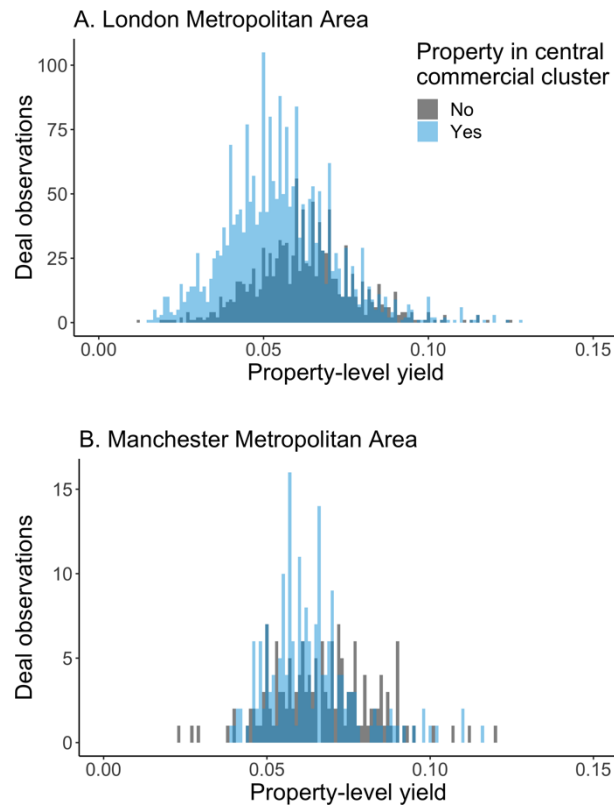 A. London Metropolitan Area
Property in central
commercial cluster
No
Yes
100
75
50
25
0
Deal observations
0.00 0.05 0.10 0.15
Property-level yield
B. Manchester Metropolitan Area
15
10
5
0
Deal observations
0.00 0.05 0.10 0.15
Property-level yield